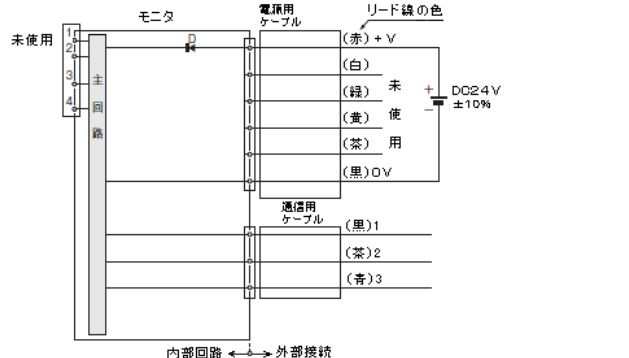 モニタ
電源用
ケーブル
リード線の色
未使用
1
2
3
4
主回路
D
(赤)+V
(白)
(緑)
(黄)
(茶)
(黒)0V
未使用
+
−
DC24V
±10%
通信用
ケーブル
(黒)1
(茶)2
(青)3
内部回路
外部接続